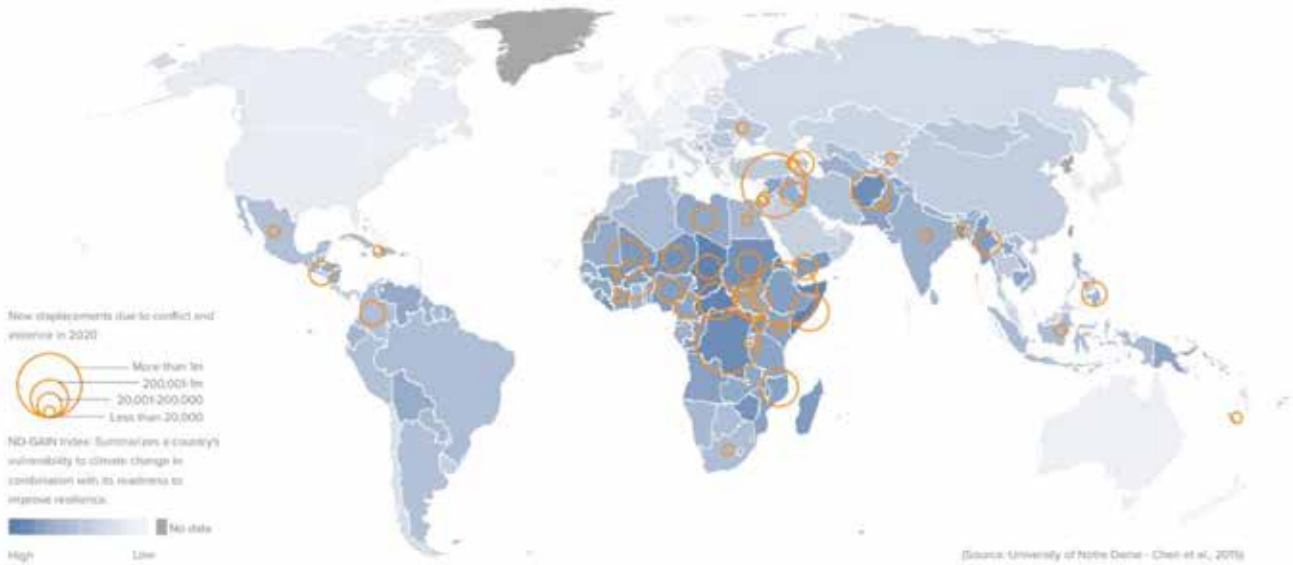 New displacements due to conflict and
violence in 2020
More than 1m
200,001-1m
20,001-200,000
Less than 20,000
ND-GAIN Index: Summarizes a country's
vulnerability to climate change in
combination with its readiness to
improve resilience.
No data
High
Low
(Source: University of Notre Dame - Chen et al., 2015)